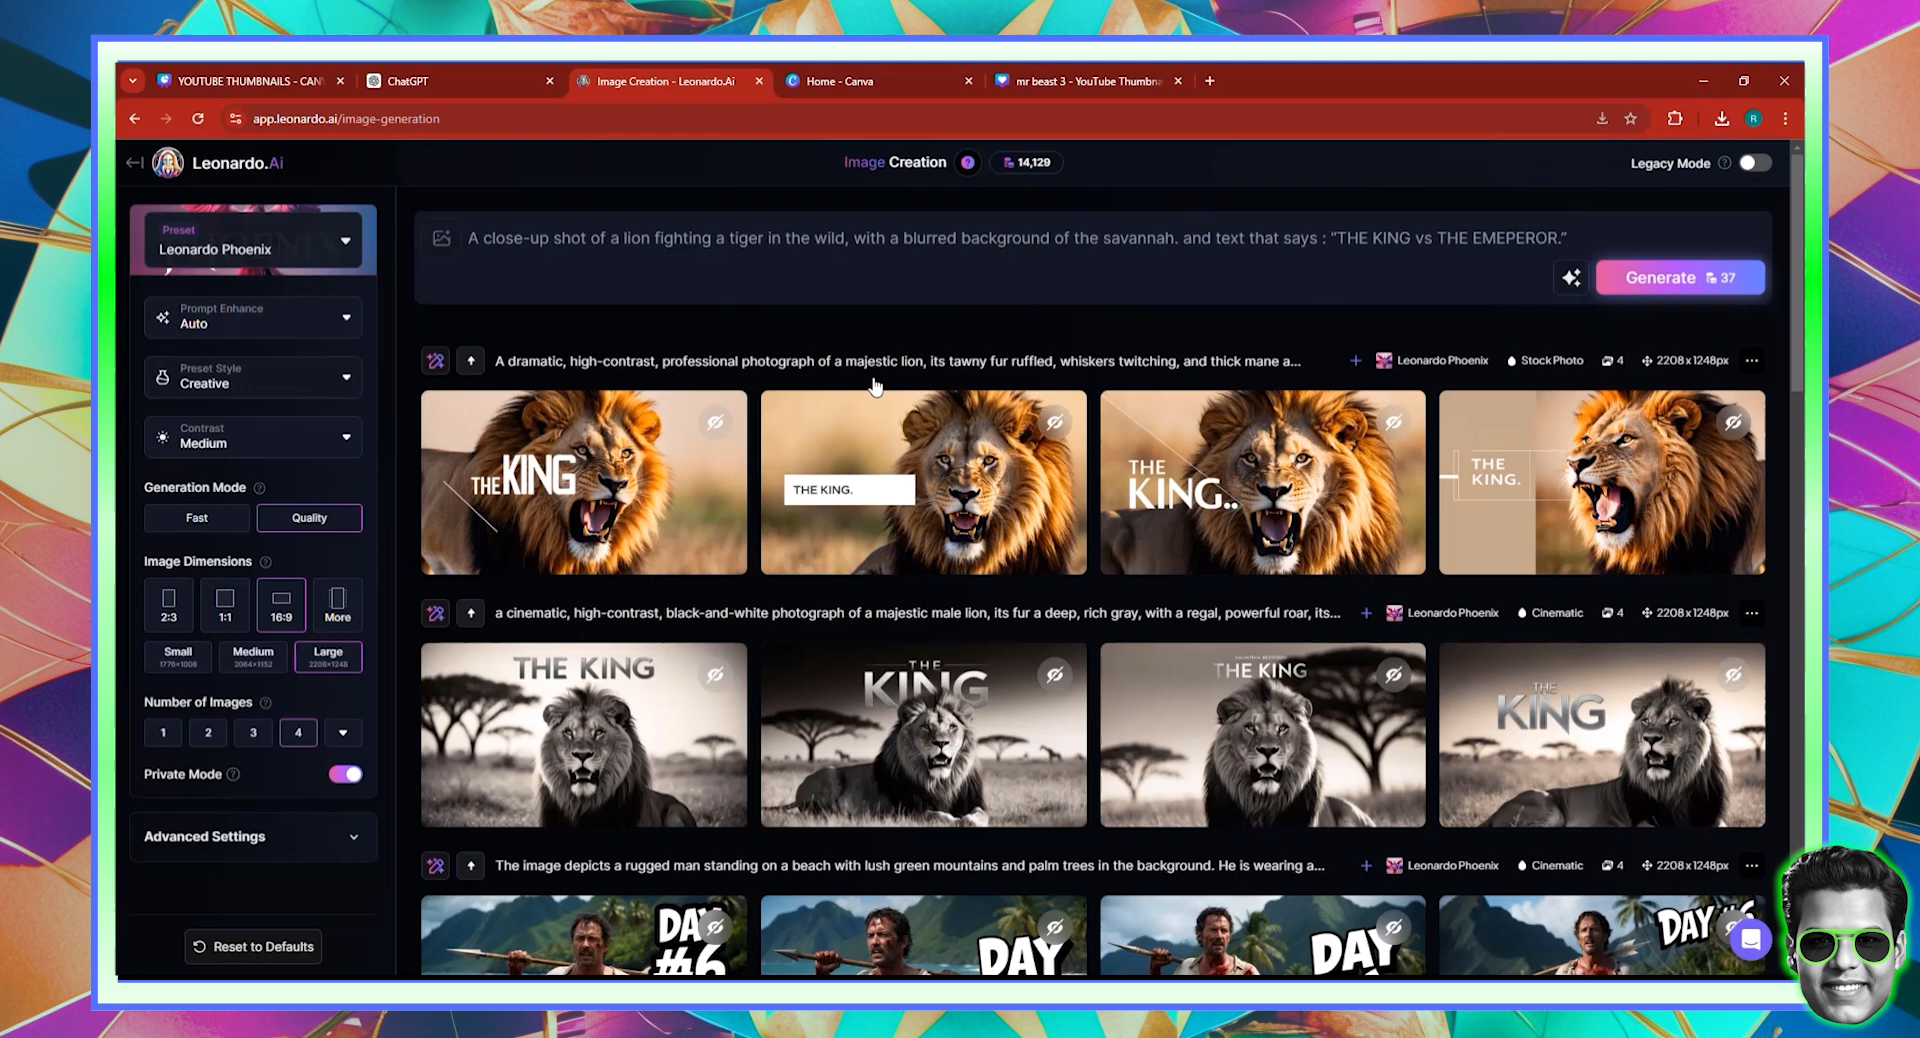 YOUTUBE THUMBNAILS - CAN
ChatGPT
Image Creation - Leonardo.Ai
Home - Canva
mr beast 3 - YouTube Thumbna
app.leonardo.ai/image-generation
R
Leonardo.Ai
Image Creation
14,129
Legacy Mode
Preset
Leonardo Phoenix
A close-up shot of a lion fighting a tiger in the wild, with a blurred background of the savannah. and text that says : “THE KING vs THE EMEPEROR.”
Generate 37
Prompt Enhance
Auto
Preset Style
Creative
Contrast
Medium
Generation Mode
Fast
Quality
Image Dimensions
2:3
1:1
16:9
More
Small
1776×1008
Medium
2064×1152
Large
2208×1248
Number of Images
1
2
3
4
Private Mode
Advanced Settings
Reset to Defaults
A dramatic, high-contrast, professional photograph of a majestic lion, its tawny fur ruffled, whiskers twitching, and thick mane a...
Leonardo Phoenix
Stock Photo
4
2208x1248px
THE KING
THE KING.
THE
KING..
THE
KING.
a cinematic, high-contrast, black-and-white photograph of a majestic male lion, its fur a deep, rich gray, with a regal, powerful roar, its...
Leonardo Phoenix
Cinematic
4
2208x1248px
THE KING
THE
KING
THE KING
THE
KING
The image depicts a rugged man standing on a beach with lush green mountains and palm trees in the background. He is wearing a...
Leonardo Phoenix
Cinematic
4
2208x1248px
DAY
#6
DAY
DAY
DAY